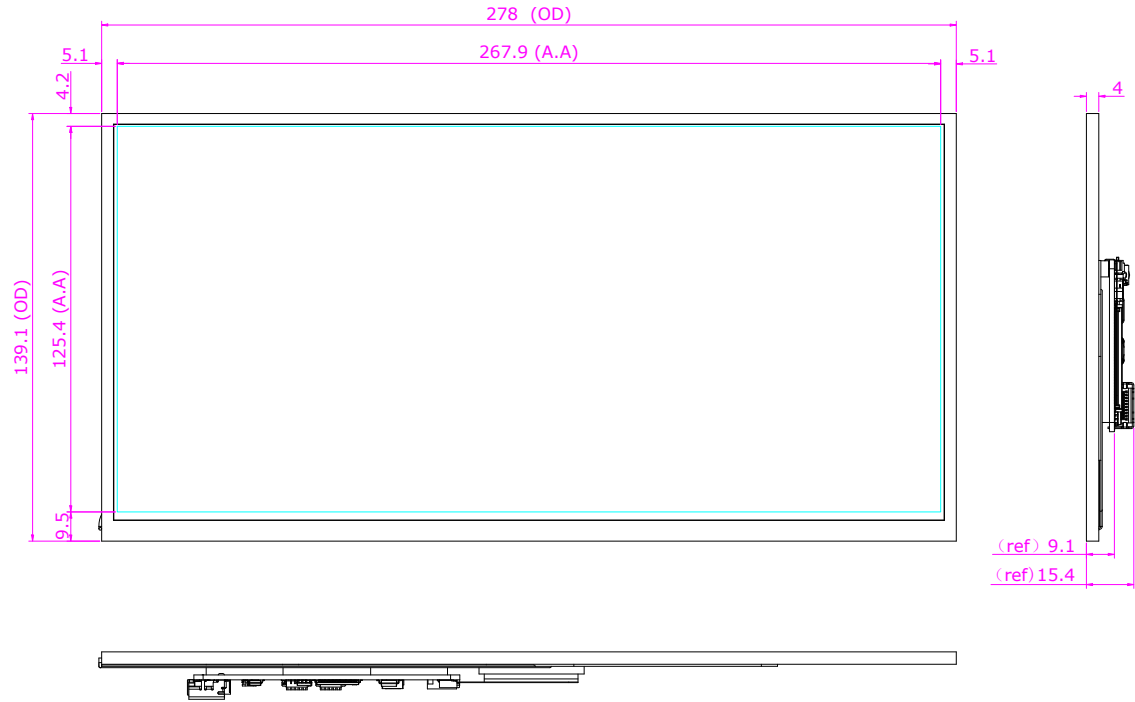 278 (OD)
267.9 (A.A)
5.1
5.1
4.2
4
139.1 (OD)
125.4 (A.A)
9.5
（ref）9.1
（ref）15.4